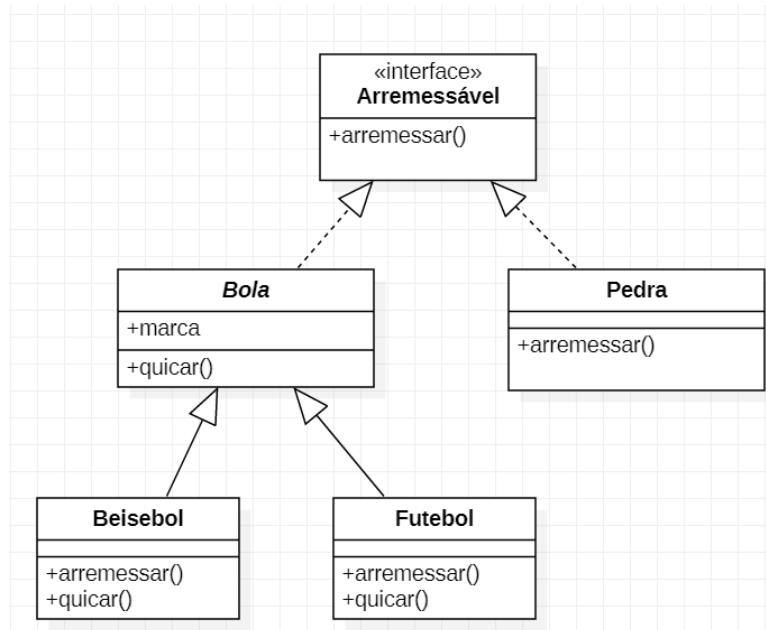 «interface»
Arremessável
+arremessar()
Bola
+marca
+quicar()
Pedra
+arremessar()
Beisebol
+arremessar()
+quicar()
Futebol
+arremessar()
+quicar()